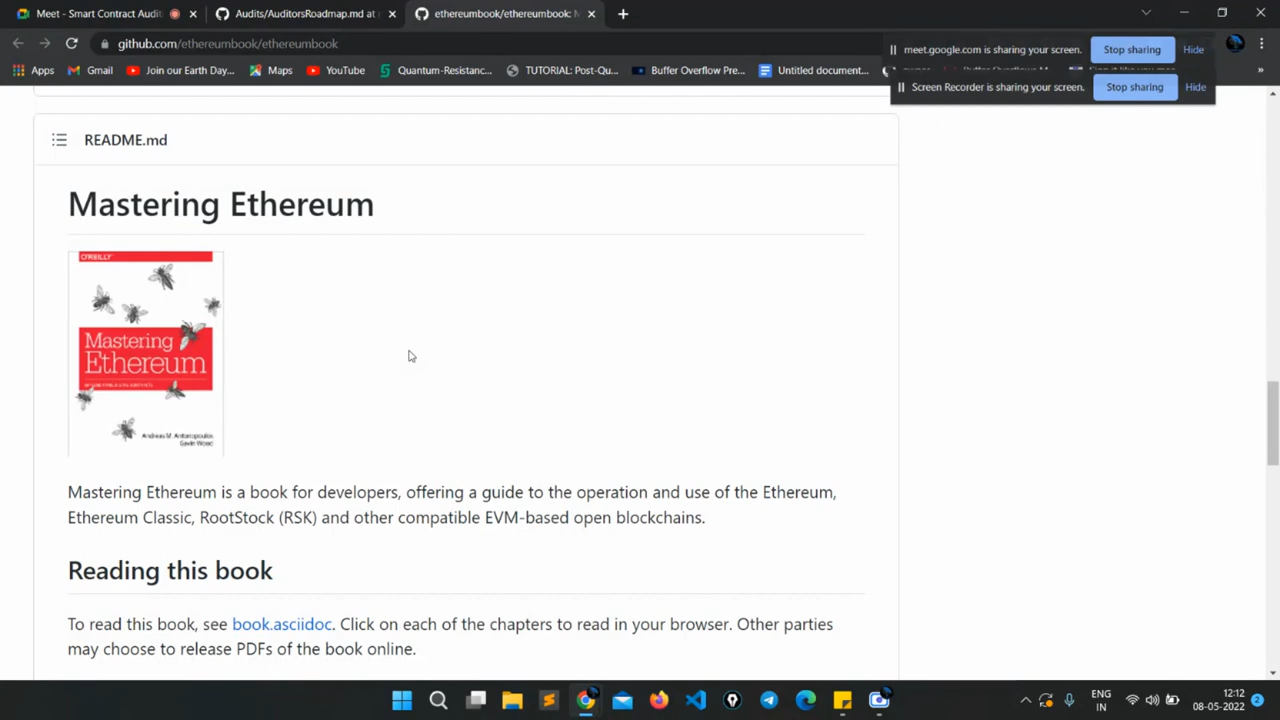 Meet - Smart Contract Audit
Audits/AuditorsRoadmap.md at
ethereumbook/ethereumbook: M
github.com/ethereumbook/ethereumbook
meet.google.com is sharing your screen.
Stop sharing
Hide
Apps
Gmail
Join our Earth Day...
Maps
YouTube
TUTORIAL: Post-Qu...
Buffer Overflow Pre...
Untitled document...
Screen Recorder is sharing your screen.
Stop sharing
Hide
README.md
Mastering Ethereum
O'REILLY
Mastering
Ethereum
Andreas M. Antonopoulos
Gavin Wood
Mastering Ethereum is a book for developers, offering a guide to the operation and use of the Ethereum,
Ethereum Classic, RootStock (RSK) and other compatible EVM-based open blockchains.
Reading this book
To read this book, see book.asciidoc. Click on each of the chapters to read in your browser. Other parties
may choose to release PDFs of the book online.
ENG
IN
12:12
08-05-2022
2